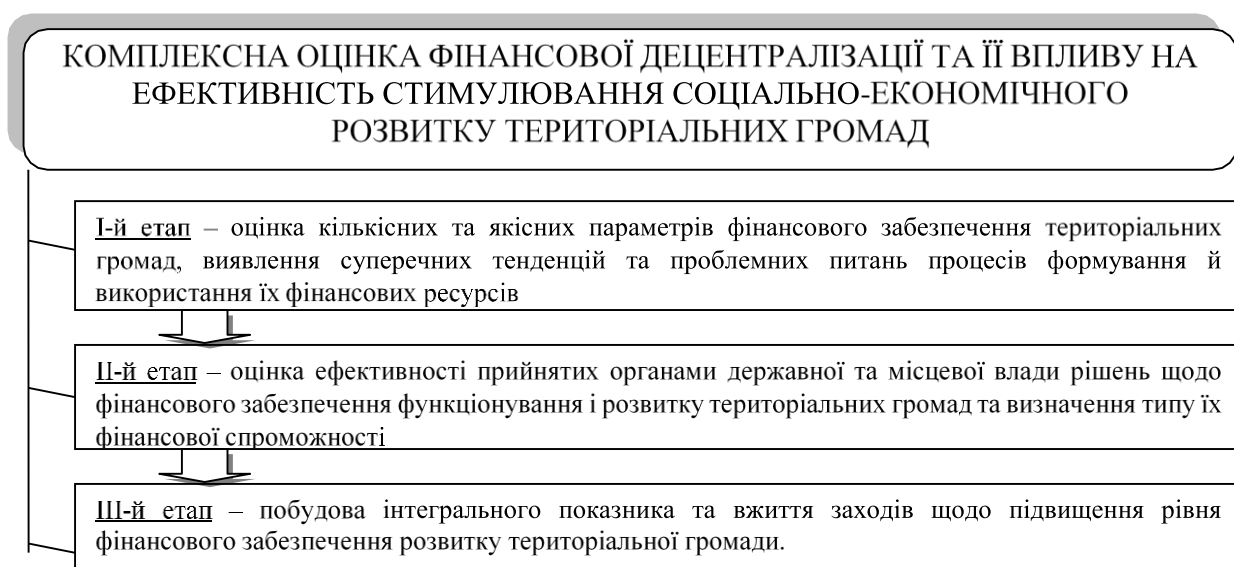 КОМПЛЕКСНА ОЦІНКА ФІНАНСОВОЇ ДЕЦЕНТРАЛІЗАЦІЇ ТА ЇЇ ВПЛИВУ НА
ЕФЕКТИВНІСТЬ СТИМУЛЮВАННЯ СОЦІАЛЬНО-ЕКОНОМІЧНОГО
РОЗВИТКУ ТЕРИТОРІАЛЬНИХ ГРОМАД
І-й етап – оцінка кількісних та якісних параметрів фінансового забезпечення територіальних
громад, виявлення суперечних тенденцій та проблемних питань процесів формування й
використання їх фінансових ресурсів
ІІ-й етап – оцінка ефективності прийнятих органами державної та місцевої влади рішень щодо
фінансового забезпечення функціонування і розвитку територіальних громад та визначення типу їх
фінансової спроможності
ІІІ-й етап – побудова інтегрального показника та вжиття заходів щодо підвищення рівня
фінансового забезпечення розвитку територіальної громади.